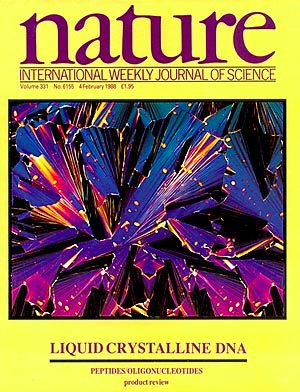 nature
INTERNATIONAL WEEKLY JOURNAL OF SCIENCE
Volume 331 No. 6155 4 February 1988 £1.95
LIQUID CRYSTALLINE DNA
PEPTIDES/OLIGONUCLEOTIDES
product review